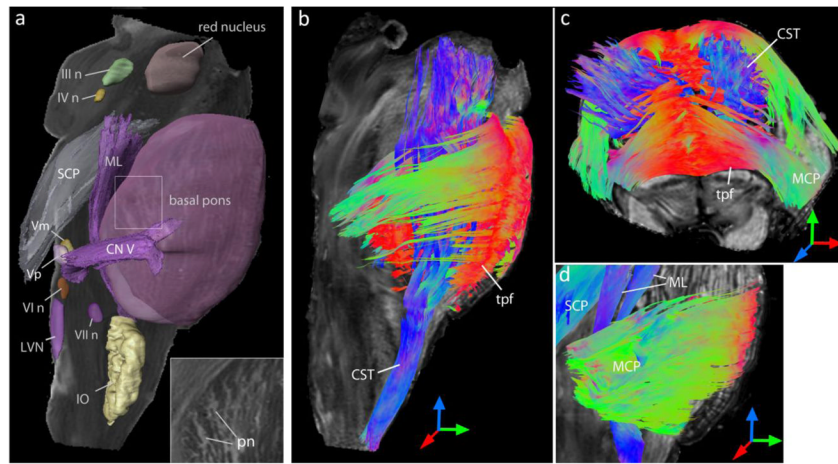 a
red nucleus
III n
IV n
ML
SCP
basal pons
Vm
CN V
Vp
VI n
VII n
LVN
IO
pn
b
tpf
CST
c
CST
MCP
tpf
d
ML
SCP
MCP